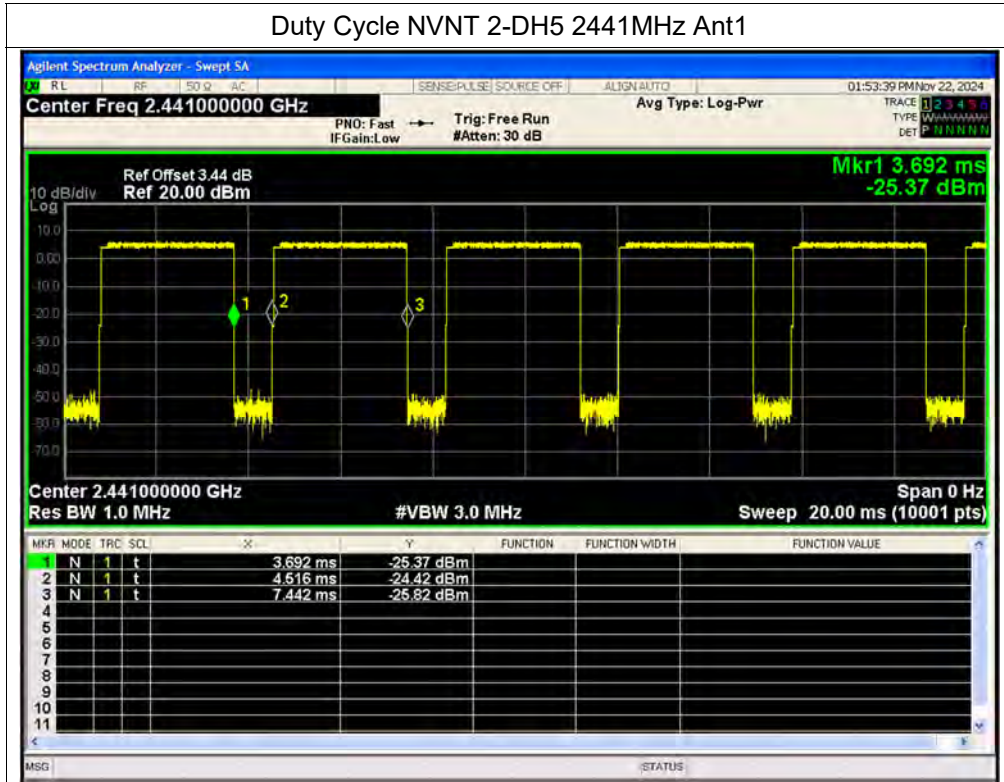 Duty Cycle NVNT 2-DH5 2441MHz Ant1
Agilent Spectrum Analyzer - Swept SA
RL RF 50 Ω AC SENSE:PULSE SOURCE OFF ALIGN AUTO 01:53:39 PM Nov 22, 2024
Center Freq 2.441000000 GHz Avg Type: Log-Pwr TRACE 1 2 3 4 5 6
PNO: Fast Trig: Free Run TYPE W
IFGain:Low #Atten: 30 dB DET P N N N N N
Mkr1 3.692 ms
Ref Offset 3.44 dB
10 dB/div Ref 20.00 dBm -25.37 dBm
Log
10.0
0.00
-10.0
1 2 3
-20.0
-30.0
-40.0
-50.0
-60.0
-70.0
Center 2.441000000 GHz Span 0 Hz
Res BW 1.0 MHz #VBW 3.0 MHz Sweep 20.00 ms (10001 pts)
MKR MODE TRC SCL X Y FUNCTION FUNCTION WIDTH FUNCTION VALUE
1 N 1 t 3.692 ms -25.37 dBm
2 N 1 t 4.516 ms -24.42 dBm
3 N 1 t 7.442 ms -25.82 dBm
4
5
6
7
8
9
10
11
MSG STATUS